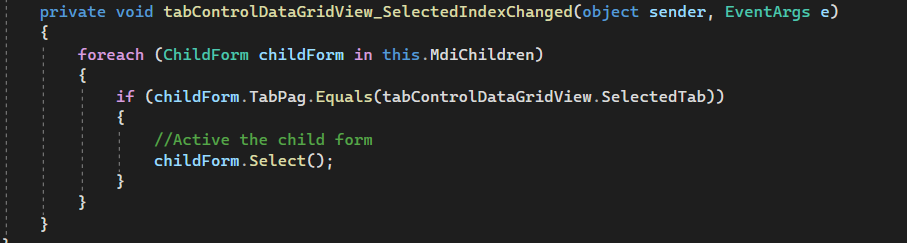 private void tabControlDataGridView_SelectedIndexChanged(object sender, EventArgs e)
{
foreach (ChildForm childForm in this.MdiChildren)
{
if (childForm.TabPag.Equals(tabControlDataGridView.SelectedTab))
{
//Active the child form
childForm.Select();
}
}
}
}